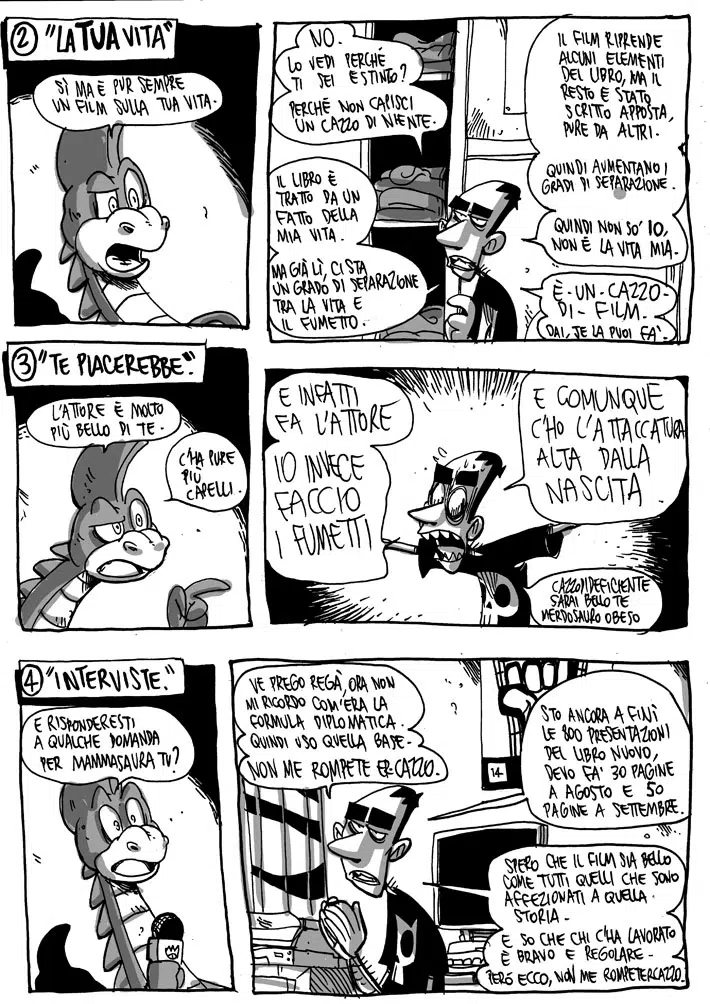 2 "LA TUA VITA"
SÌ MA È PUR SEMPRE
UN FILM SULLA TUA VITA.
NO.
LO VEDI PERCHÉ
TI SEI ESTINTO?
PERCHÉ NON CAPISCI
UN CAZZO DI NIENTE.
IL LIBRO È
TRATTO DA UN
FATTO DELLA
MIA VITA.
MA GIÀ LÌ, CI STA
UN GRADO DI SEPARAZIONE
TRA LA VITA E
IL FUMETTO.
IL FILM RIPRENDE
ALCUNI ELEMENTI
DEL LIBRO, MA IL
RESTO È STATO
SCRITTO APPOSTA,
PURE DA ALTRI.
QUINDI AUMENTANO I
GRADI DI SEPARAZIONE.
QUINDI NON SO' IO,
NON È LA VITA MIA.
È-UN-CAZZO-
DI-FILM.
DAI, JE LA PUOI FA'.
3 "TE PIACEREBBE."
L'ATTORE È MOLTO
PIÙ BELLO DI TE.
C'HA PURE
PIÙ
CAPELLI.
E INFATTI
FA L'ATTORE
IO INVECE
FACCIO
I FUMETTI
E COMUNQUE
C'HO L'ATTACCATURA
ALTA DALLA
NASCITA
CAZZO DI DEFICIENTE
SARAI BELLO TE
MERDOSAURO OBESO
4 "INTERVISTE."
E RISPONDERESTI
A QUALCHE DOMANDA
PER MAMMASAURA TV?
VE PREGO REGÀ, ORA NON
MI RICORDO COM'ERA LA
FORMULA DIPLOMATICA.
QUINDI USO QUELLA BASE-
NON ME ROMPETE ER CAZZO.
14
STO ANCORA A FINÌ
LE 800 PRESENTAZIONI
DEL LIBRO NUOVO,
DEVO FA' 30 PAGINE
A AGOSTO E 50
PAGINE A SETTEMBRE.
SPERO CHE IL FILM SIA BELLO
COME TUTTI QUELLI CHE SONO
AFFEZIONATI A QUELLA
STORIA.
E SO CHE CHI C'HA LAVORATO
È BRAVO E REGOLARE.
PERÒ ECCO, NON ME ROMPETERCAZZO.